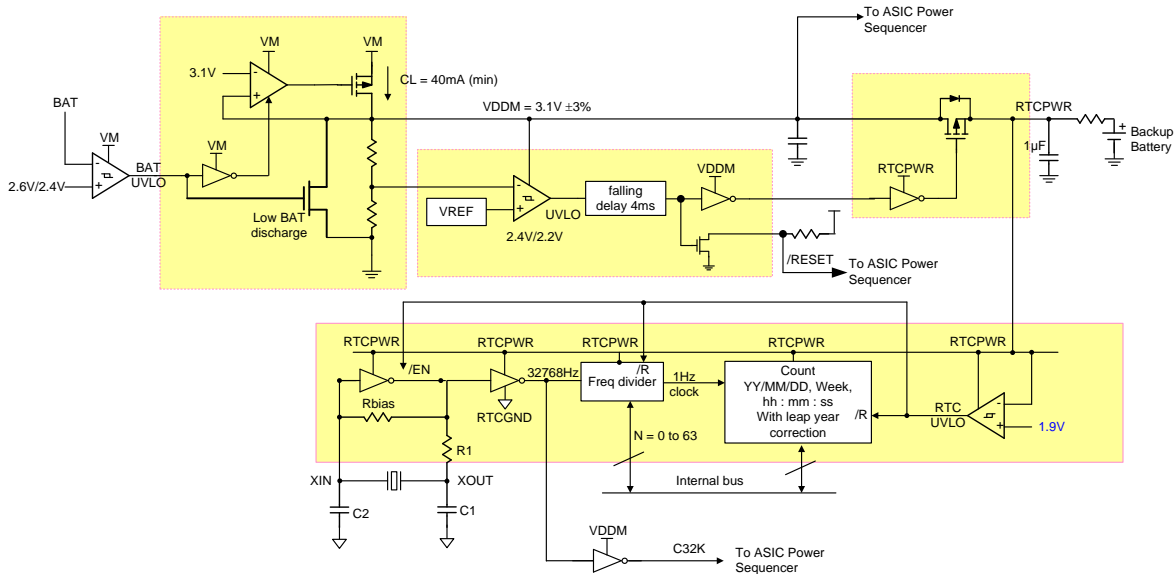 To ASIC Power
Sequencer
VM
VM
3.1V
-
+
CL = 40mA (min)
BAT
VM
-
+
2.6V/2.4V
BAT
UVLO
VM
Low BAT
discharge
VDDM = 3.1V ±3%
VREF
-
+
UVLO
2.4V/2.2V
falling
delay 4ms
VDDM
/RESET
To ASIC Power
Sequencer
RTCPWR
RTCPWR
1µF
+
Backup
Battery
RTCPWR
/EN
Rbias
RTCPWR
RTCGND
R1
32768Hz
RTCPWR
/R
Freq divider
1Hz
clock
N = 0 to 63
RTCPWR
Count
YY/MM/DD, Week,
hh : mm : ss
With leap year
correction
/R
RTC
UVLO
RTCPWR
-
+
1.9V
Internal bus
XIN
XOUT
C2
C1
VDDM
C32K
To ASIC Power
Sequencer